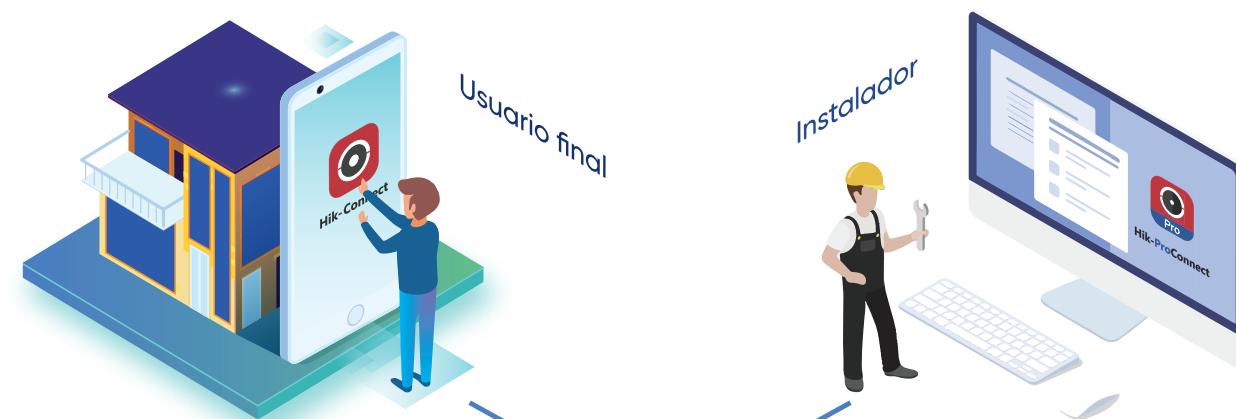 Usuario final
Hik-Connect
Instalador
Pro
Hik-ProConnect